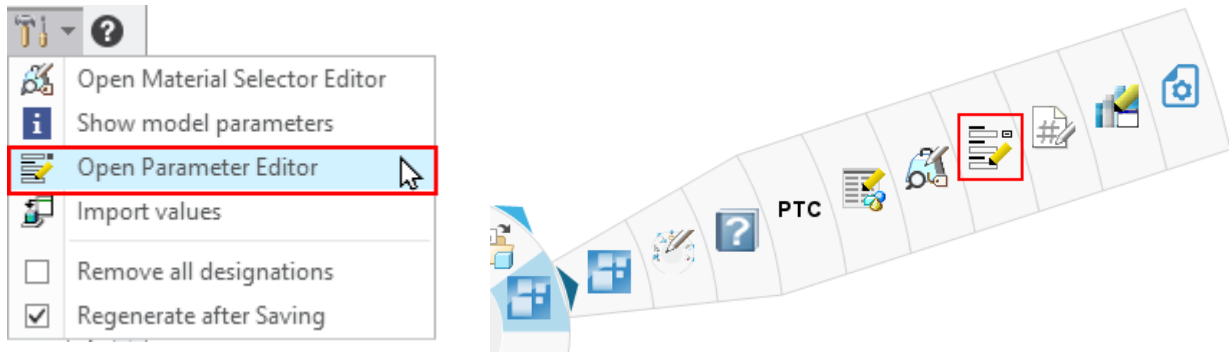 Open Material Selector Editor
Show model parameters
Open Parameter Editor
Import values
Remove all designations
Regenerate after Saving
PTC